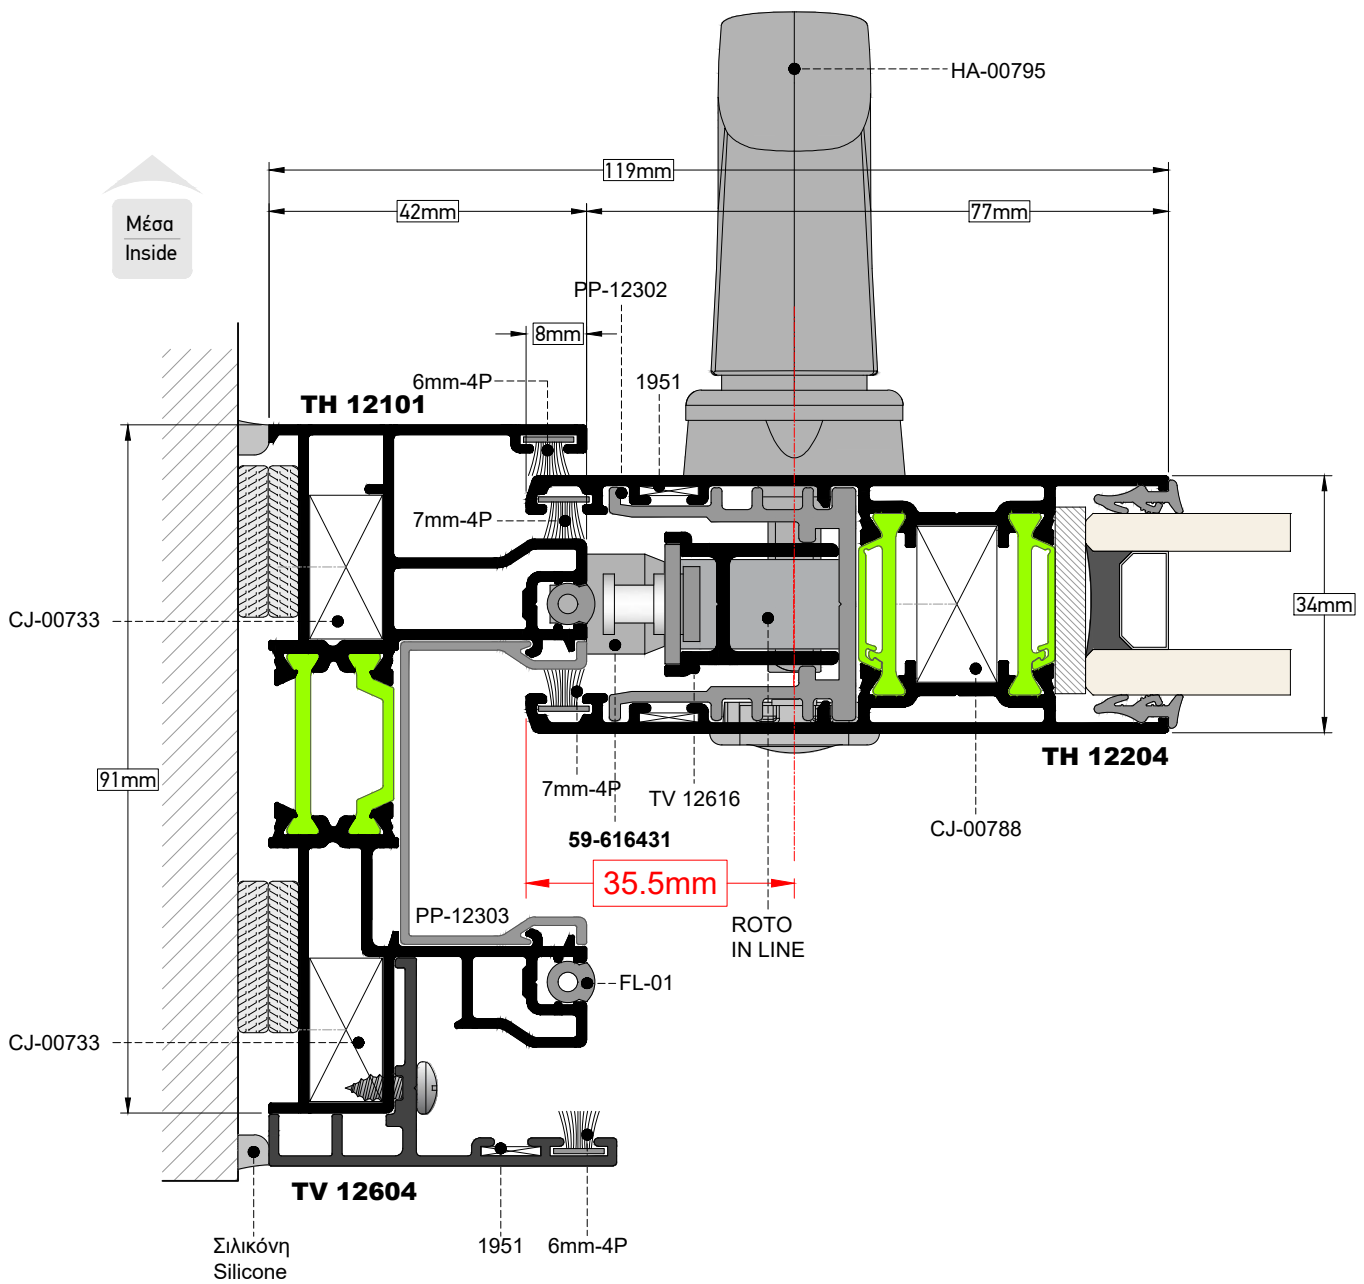 HA-00795
119mm
42mm
77mm
Μέσα
Inside
PP-12302
8mm
6mm-4P
1951
TH 12101
7mm-4P
CJ-00733
34mm
TH 12204
91mm
7mm-4P
TV 12616
59-616431
CJ-00788
35.5mm
PP-12303
ROTO
IN LINE
FL-01
CJ-00733
TV 12604
Σιλικόνη
Silicone
1951
6mm-4P